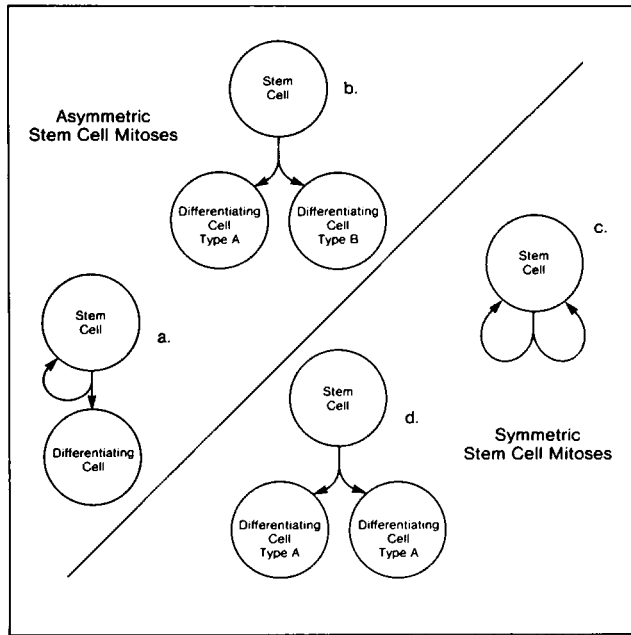 Stem
Cell
b.
Asymmetric
Stem Cell Mitoses
Differentiating
Cell
Type A
Differentiating
Cell
Type B
Stem
Cell
a.
Differentiating
Cell
Stem
Cell
c.
Stem
Cell
d.
Differentiating
Cell
Type A
Differentiating
Cell
Type A
Symmetric
Stem Cell Mitoses